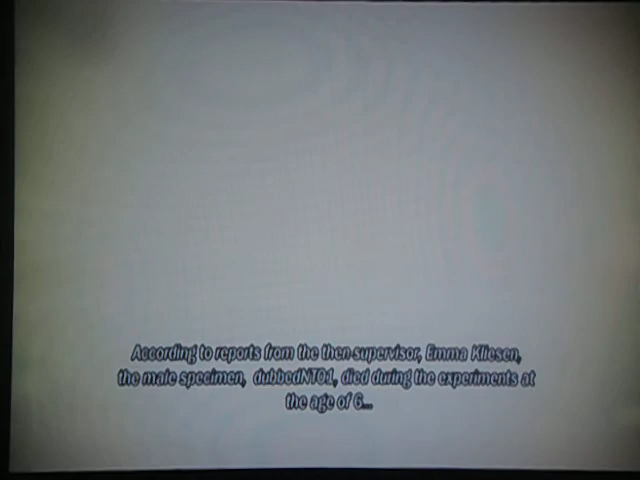 According to reports from the then-supervisor, Emma Kliesen,
the male specimen, dubbedNT01, died during the experiments at
the age of 6...